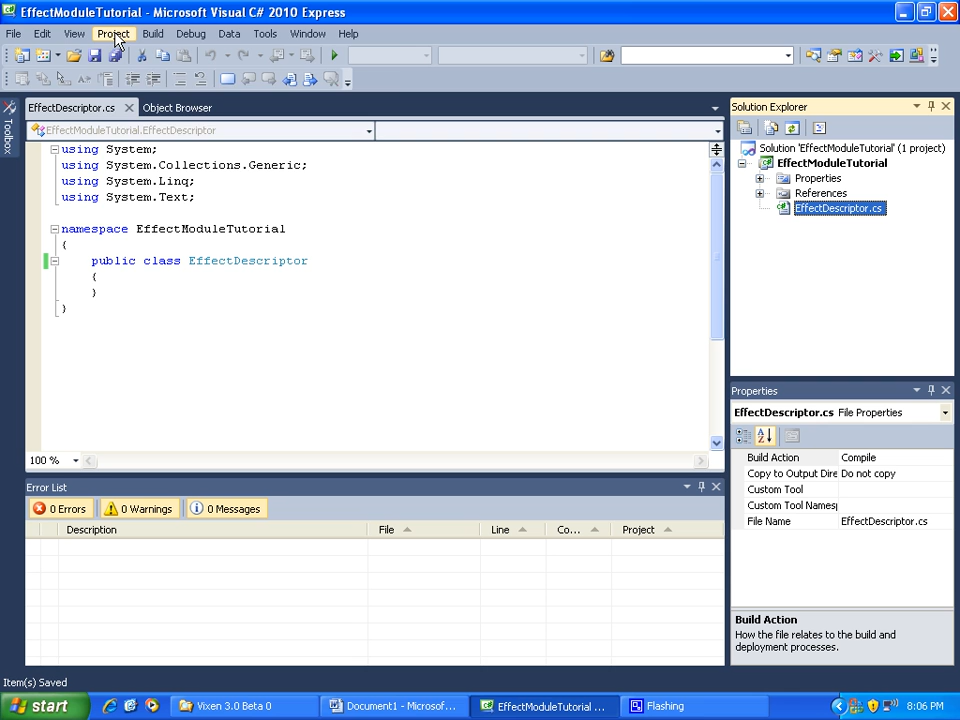 EffectModuleTutorial - Microsoft Visual C# 2010 Express
File Edit View Project Build Debug Data Tools Window Help
EffectDescriptor.cs Object Browser
EffectModuleTutorial.EffectDescriptor
using System;
using System.Collections.Generic;
using System.Linq;
using System.Text;
namespace EffectModuleTutorial
{
public class EffectDescriptor
{
}
}
100 %
Toolbox
Solution Explorer
Solution 'EffectModuleTutorial' (1 project)
EffectModuleTutorial
Properties
References
EffectDescriptor.cs
Properties
EffectDescriptor.cs File Properties
Build Action Compile
Copy to Output Dire Do not copy
Custom Tool
Custom Tool Namesp
File Name EffectDescriptor.cs
Build Action
How the file relates to the build and
deployment processes.
Error List
0 Errors 0 Warnings 0 Messages
Description File Line Co... Project
Item(s) Saved
start Vixen 3.0 Beta 0 Document1 - Microsof... EffectModuleTutorial ... Flashing 8:06 PM